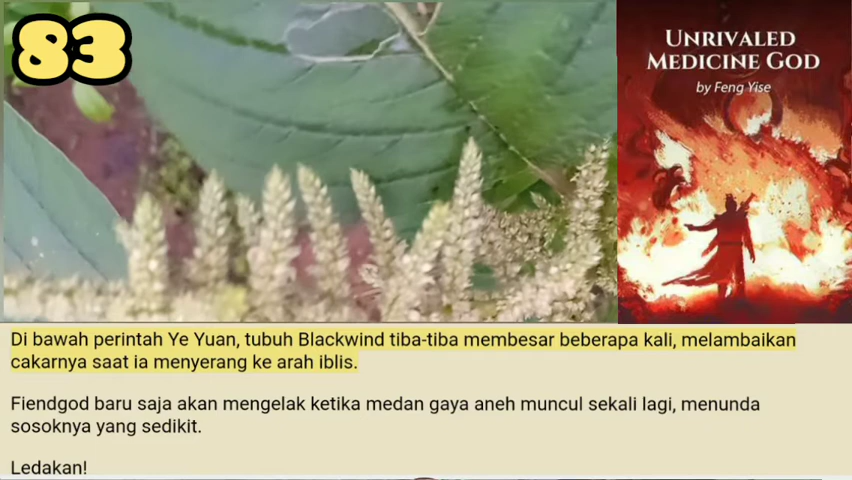 83
UNRIVALED
MEDICINE GOD
by Feng Yise
Di bawah perintah Ye Yuan, tubuh Blackwind tiba-tiba membesar beberapa kali, melambaikan
cakarnya saat ia menyerang ke arah iblis.
Fiendgod baru saja akan mengelak ketika medan gaya aneh muncul sekali lagi, menunda
sosoknya yang sedikit.
Ledakan!